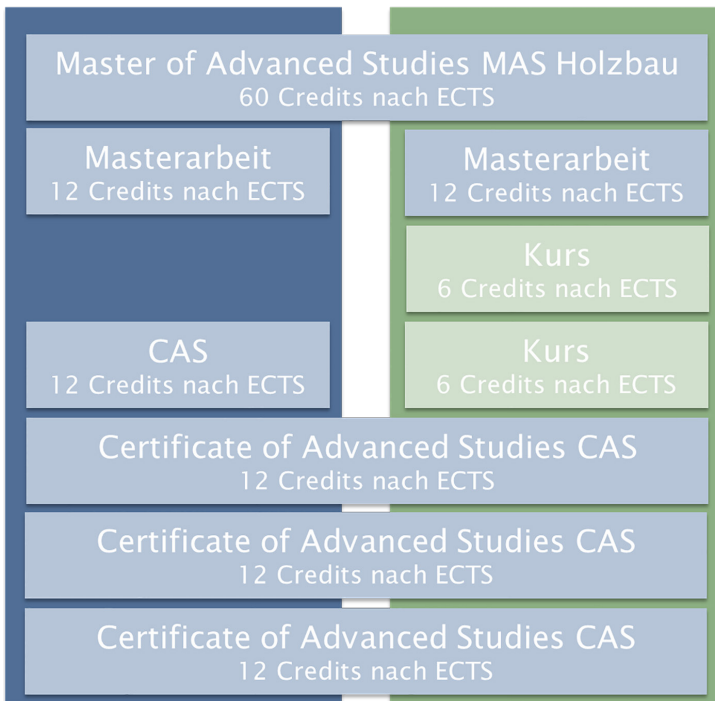 Master of Advanced Studies MAS Holzbau
60 Credits nach ECTS
Masterarbeit
12 Credits nach ECTS
Masterarbeit
12 Credits nach ECTS
Kurs
6 Credits nach ECTS
CAS
12 Credits nach ECTS
Kurs
6 Credits nach ECTS
Certificate of Advanced Studies CAS
12 Credits nach ECTS
Certificate of Advanced Studies CAS
12 Credits nach ECTS
Certificate of Advanced Studies CAS
12 Credits nach ECTS